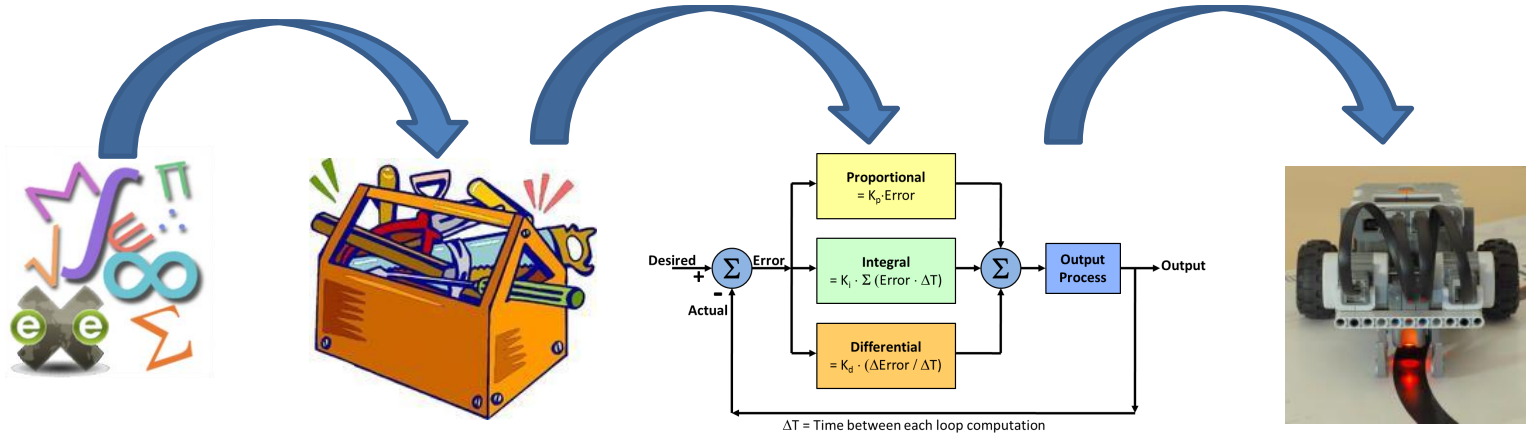 ∑ ∫ π
√ ∈ ÷
∞
e e
Σ
Proportional
= Kp·Error
Desired
+
Σ
Error
Integral
= Ki · Σ (Error · ΔT)
Σ
Output
Process
Output
-
Actual
Differential
= Kd · (ΔError / ΔT)
ΔT = Time between each loop computation